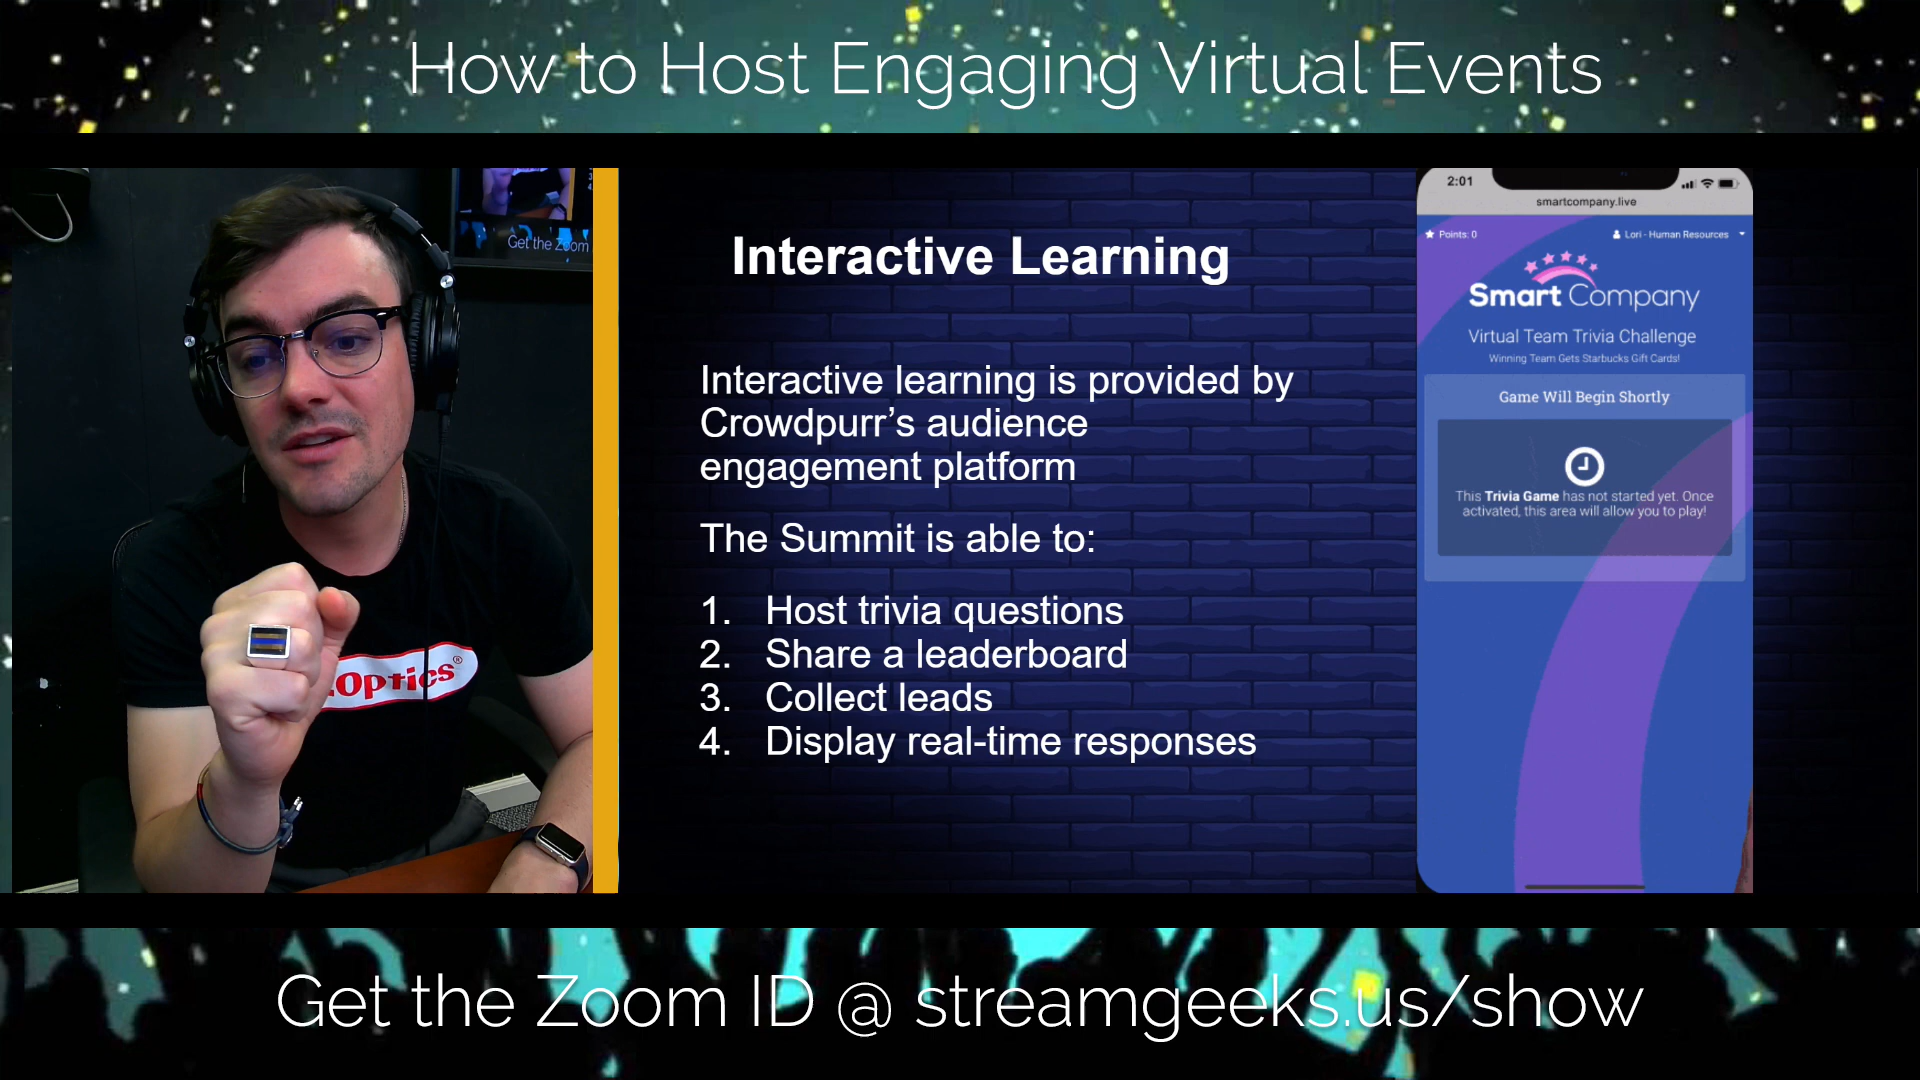 How to Host Engaging Virtual Events
Get the Zoom
.Optics®
Interactive Learning
Interactive learning is provided by
Crowdpurr’s audience
engagement platform
The Summit is able to:
1. Host trivia questions
2. Share a leaderboard
3. Collect leads
4. Display real-time responses
2:01
smartcompany.live
Points: 0
Lori - Human Resources
Smart Company
Virtual Team Trivia Challenge
Winning Team Gets Starbucks Gift Cards!
Game Will Begin Shortly
This Trivia Game has not started yet. Once
activated, this area will allow you to play!
Get the Zoom ID @ streamgeeks.us/show